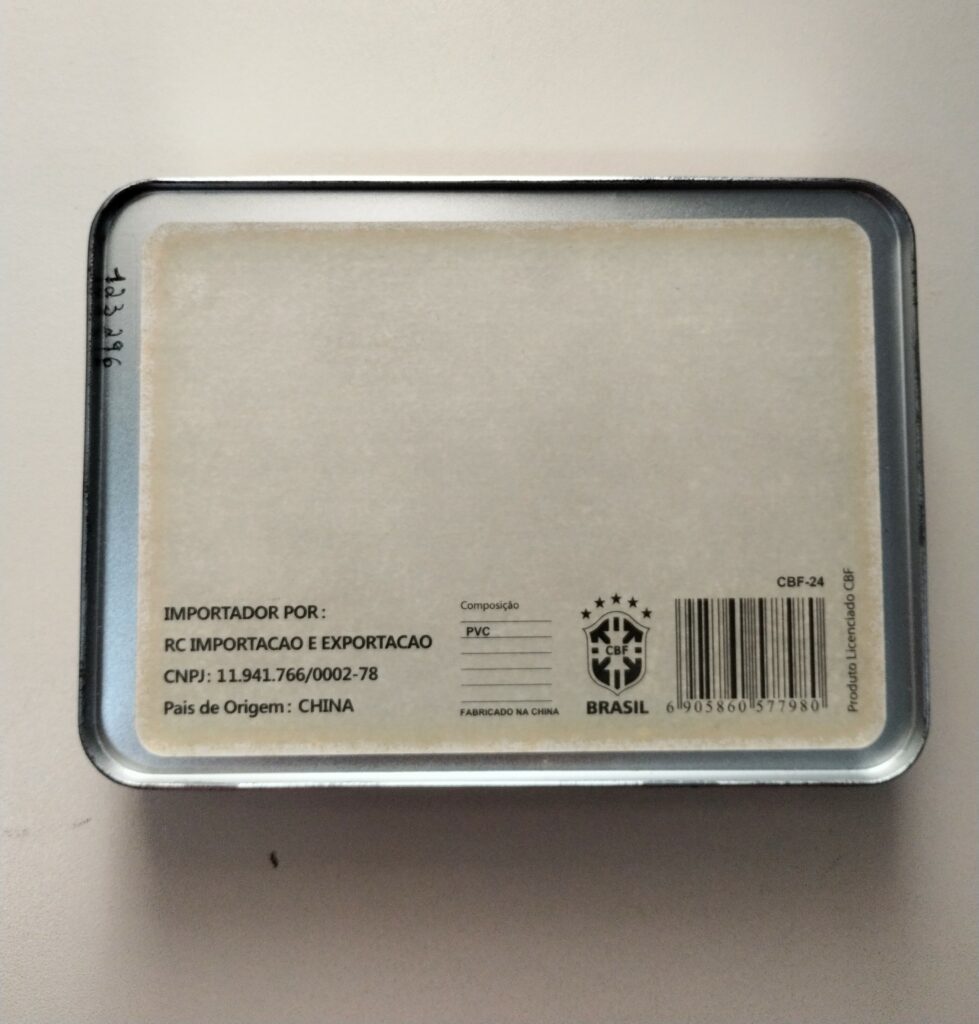 123296
IMPORTADOR POR :
RC IMPORTACAO E EXPORTACAO
CNPJ: 11.941.766/0002-78
Pais de Origem : CHINA
Composição
PVC
FABRICADO NA CHINA
CBF
BRASIL
CBF-24
6 905860 577980
Produto Licenciado CBF